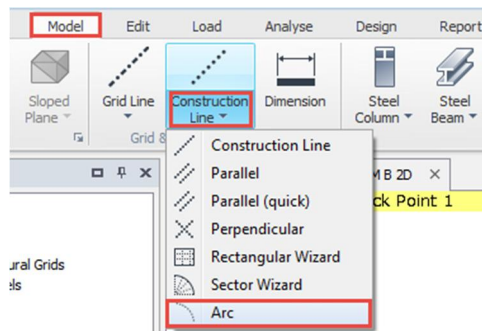 Model Edit Load Analyse Design Report
Sloped Plane Grid Line Construction Line Dimension Steel Column Steel Beam
Grid &
Construction Line
Parallel
Parallel (quick)
Perpendicular
Rectangular Wizard
Sector Wizard
Arc
B 2D
ck Point 1
ural Grids
els